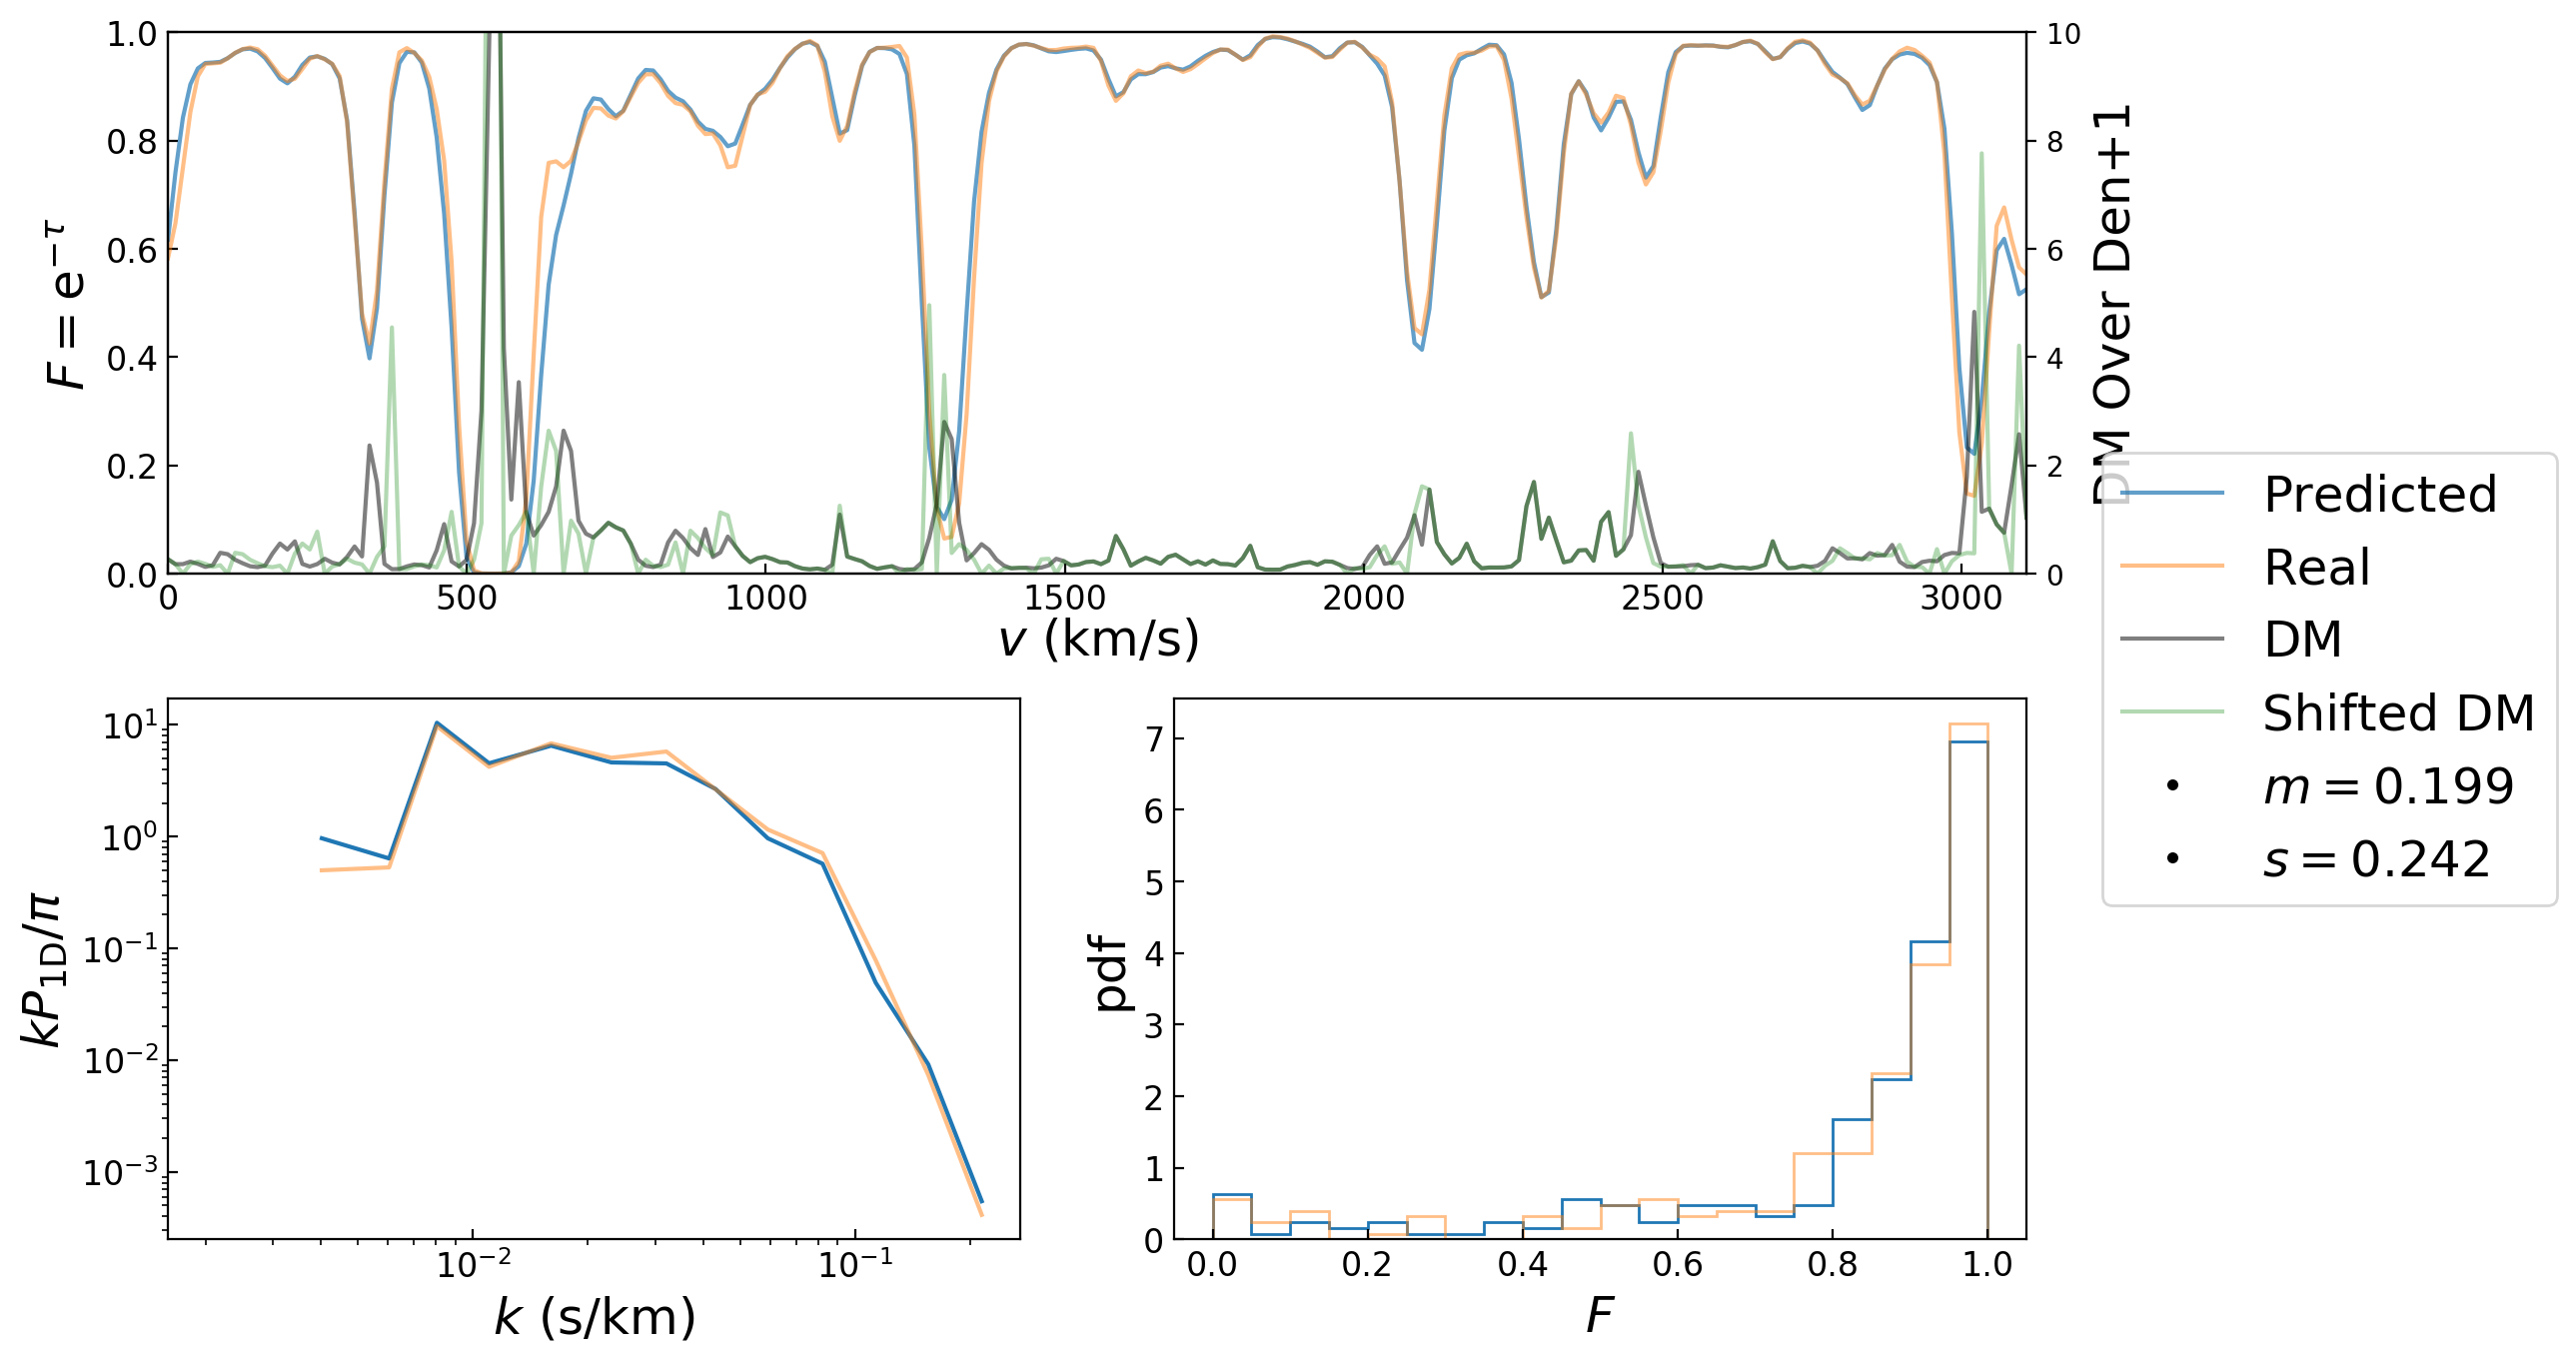 1.0
0.8
0.6
0.4
0.2
0.0
F = e^{−τ}
10
8
6
4
2
0
DM Over Den+1
0 500 1000 1500 2000 2500 3000
v (km/s)
Predicted
Real
DM
Shifted DM
m = 0.199
s = 0.242
10^1
10^0
10^{−1}
10^{−2}
10^{−3}
kP_{1D}/π
10^{−2} 10^{−1}
k (s/km)
7
6
5
4
3
2
1
0
pdf
0.0 0.2 0.4 0.6 0.8 1.0
F